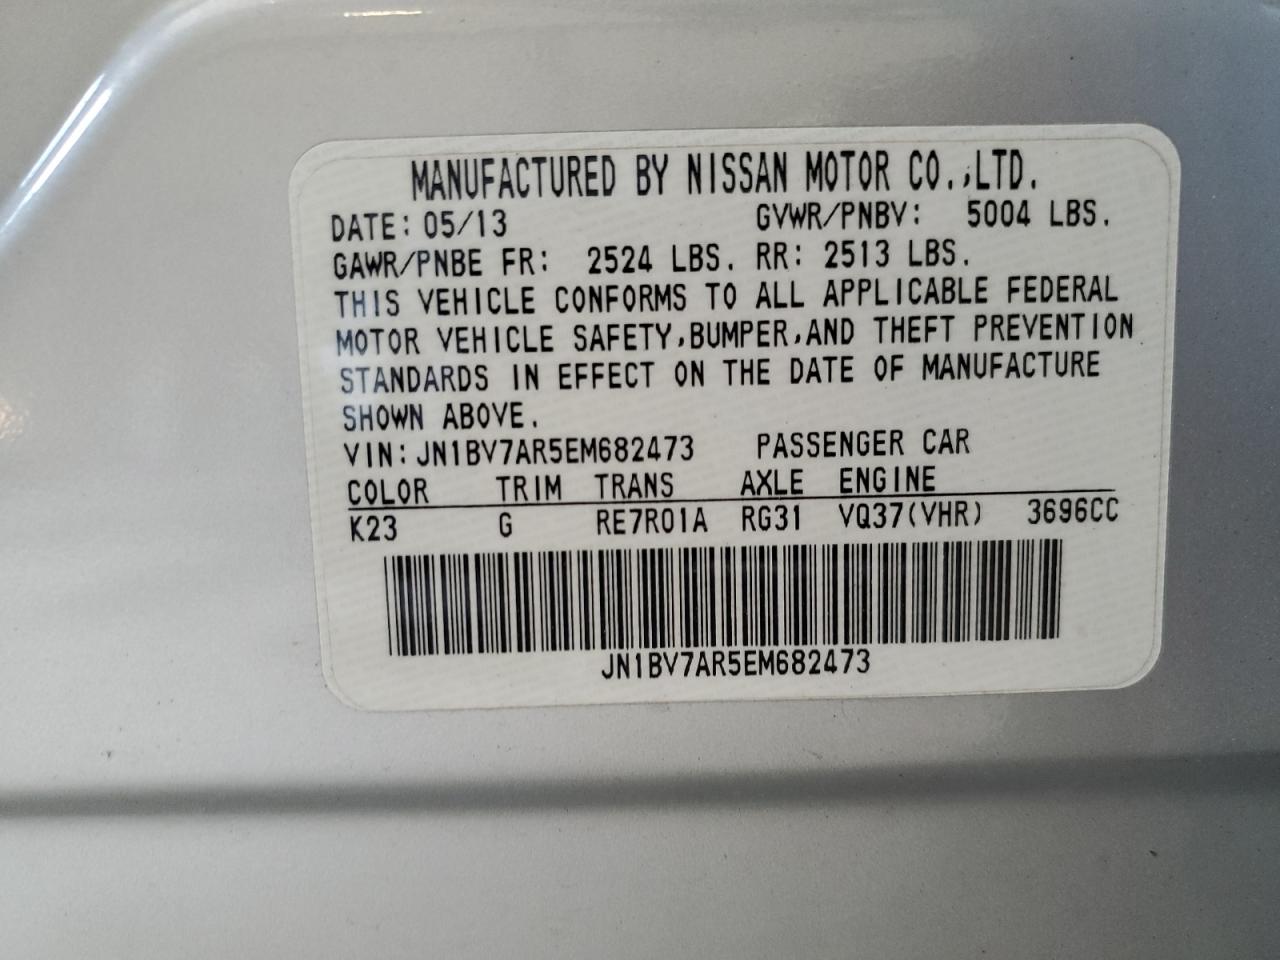 MANUFACTURED BY NISSAN MOTOR CO.,LTD.
DATE: 05/13 GVWR/PNBV: 5004 LBS.
GAWR/PNBE FR: 2524 LBS. RR: 2513 LBS.
THIS VEHICLE CONFORMS TO ALL APPLICABLE FEDERAL
MOTOR VEHICLE SAFETY,BUMPER,AND THEFT PREVENTION
STANDARDS IN EFFECT ON THE DATE OF MANUFACTURE
SHOWN ABOVE.
VIN: JN1BV7AR5EM682473 PASSENGER CAR
COLOR TRIM TRANS AXLE ENGINE
K23 G RE7R01A RG31 VQ37(VHR) 3696CC
JN1BV7AR5EM682473